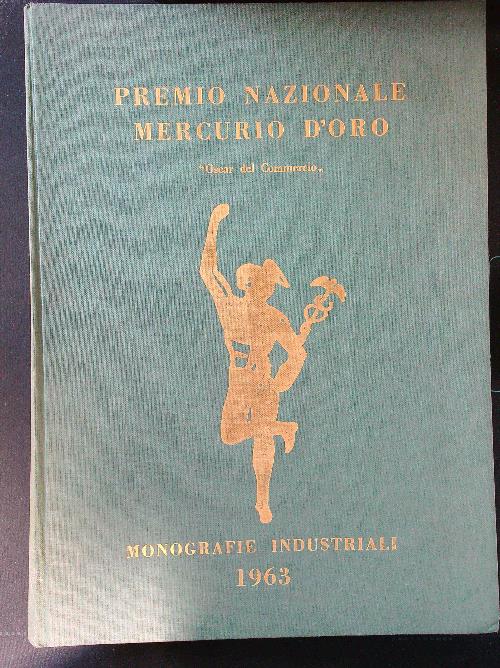 PREMIO NAZIONALE
MERCURIO D'ORO
"Oscar del Commercio„
MONOGRAFIE INDUSTRIALI
1963